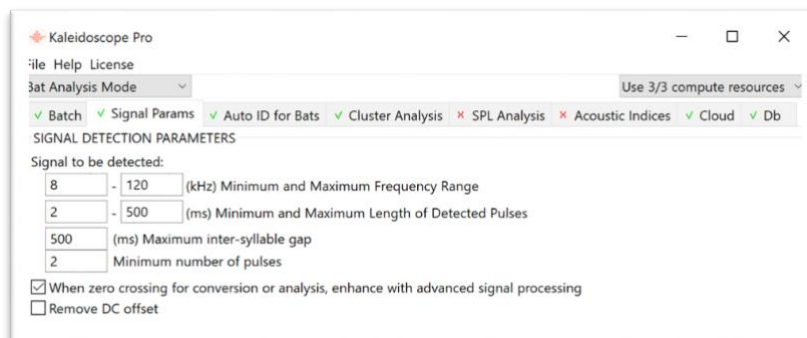 Kaleidoscope Pro
File Help License
Bat Analysis Mode Use 3/3 compute resources
Batch Signal Params Auto ID for Bats Cluster Analysis SPL Analysis Acoustic Indices Cloud Db
SIGNAL DETECTION PARAMETERS
Signal to be detected:
8 - 120 (kHz) Minimum and Maximum Frequency Range
2 - 500 (ms) Minimum and Maximum Length of Detected Pulses
500 (ms) Maximum inter-syllable gap
2 Minimum number of pulses
When zero crossing for conversion or analysis, enhance with advanced signal processing
Remove DC offset